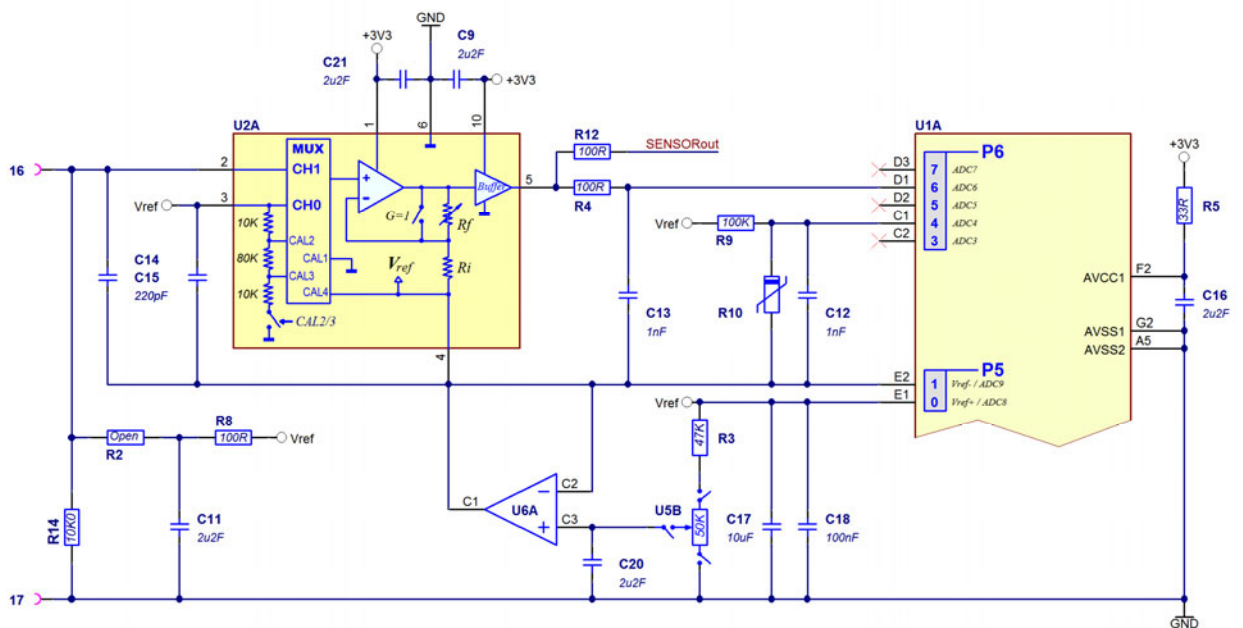 GND
+3V3
C9
C21
2u2F
2u2F
+3V3
1
6
10
U2A
U1A
MUX
R12
100R
SENSORout
P6
+3V3
16
2
CH1
+
-
Buffer
5
100R
R4
D3
7
ADC7
D1
6
ADC6
D2
5
ADC5
C1
4
ADC4
C2
3
ADC3
33R
R5
Vref
3
CH0
G=1
Rf
Vref
100K
R9
10K
CAL2
80K
CAL1
Vref
Ri
C14
C15
220pF
CAL3
10K
CAL4
CAL2/3
4
C13
1nF
R10
C12
1nF
AVCC1
F2
C16
2u2F
AVSS1
G2
AVSS2
A5
P5
E2
1
Vref- / ADC9
E1
0
Vref+ / ADC8
Vref
R8
Open
100R
Vref
R2
47K
R3
C1
C2
-
U6A
+
C3
U5B
50K
C17
10uF
C18
100nF
R14
10K0
C11
2u2F
C20
2u2F
17
GND